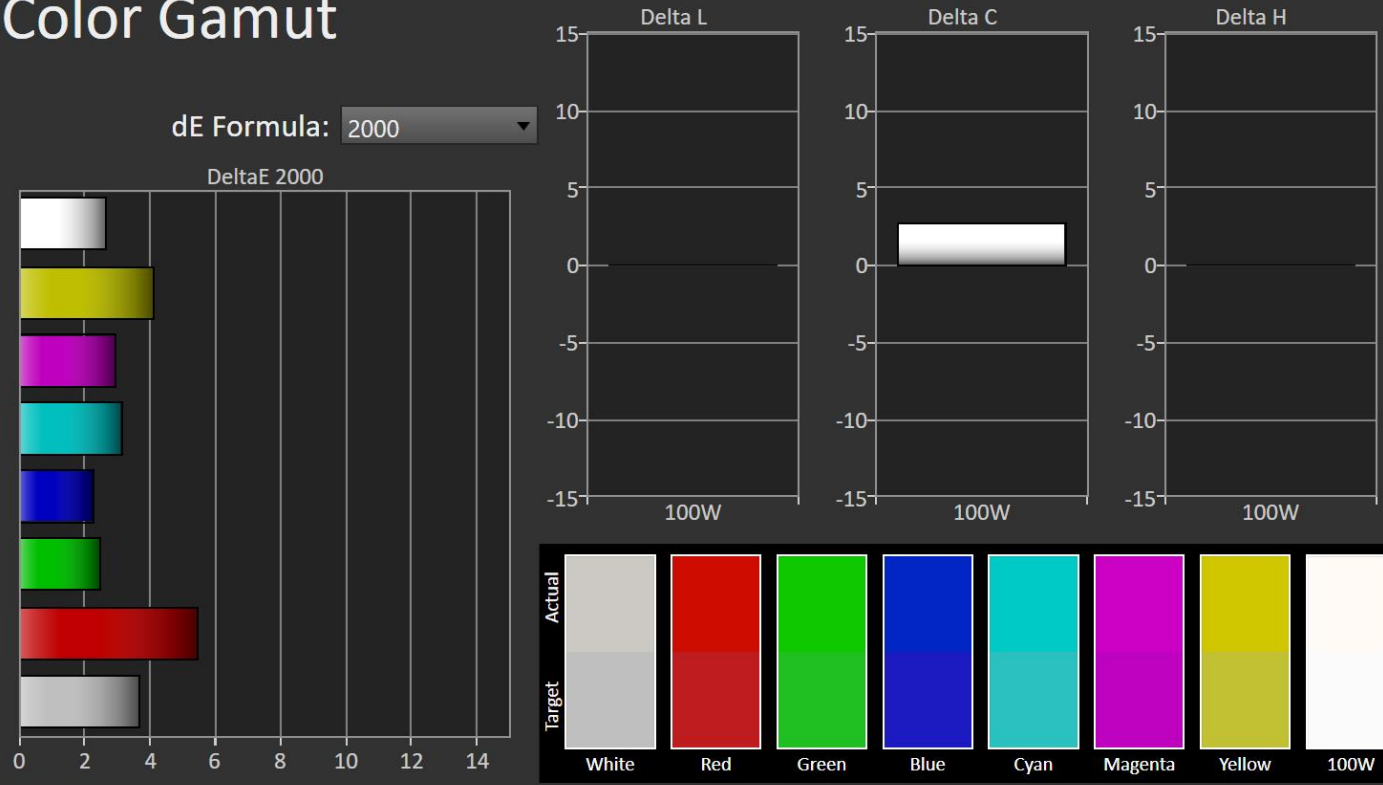 Color Gamut
dE Formula: 2000
DeltaE 2000
0 2 4 6 8 10 12 14
Delta L
15
10
5
0
-5
-10
-15
100W
Delta C
15
10
5
0
-5
-10
-15
100W
Delta H
15
10
5
0
-5
-10
-15
100W
Actual
Target
White Red Green Blue Cyan Magenta Yellow 100W